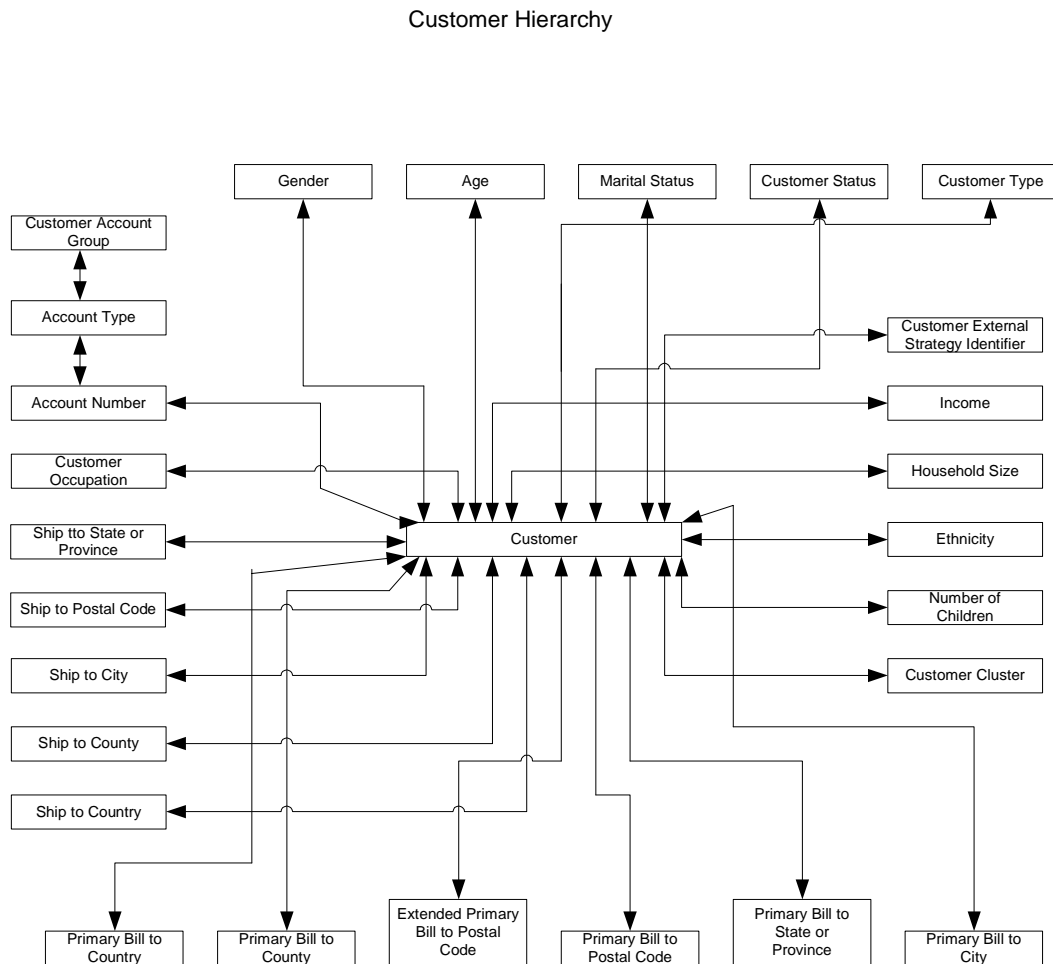 Customer Hierarchy
Gender
Age
Marital Status
Customer Status
Customer Type
Customer Account
Group
Account Type
Customer External
Strategy Identifier
Account Number
Income
Customer
Occupation
Household Size
Ship tto State or
Province
Customer
Ethnicity
Ship to Postal Code
Number of
Children
Ship to City
Customer Cluster
Ship to County
Ship to Country
Primary Bill to
Country
Primary Bill to
County
Extended Primary
Bill to Postal
Code
Primary Bill to
Postal Code
Primary Bill to
State or
Province
Primary Bill to
City